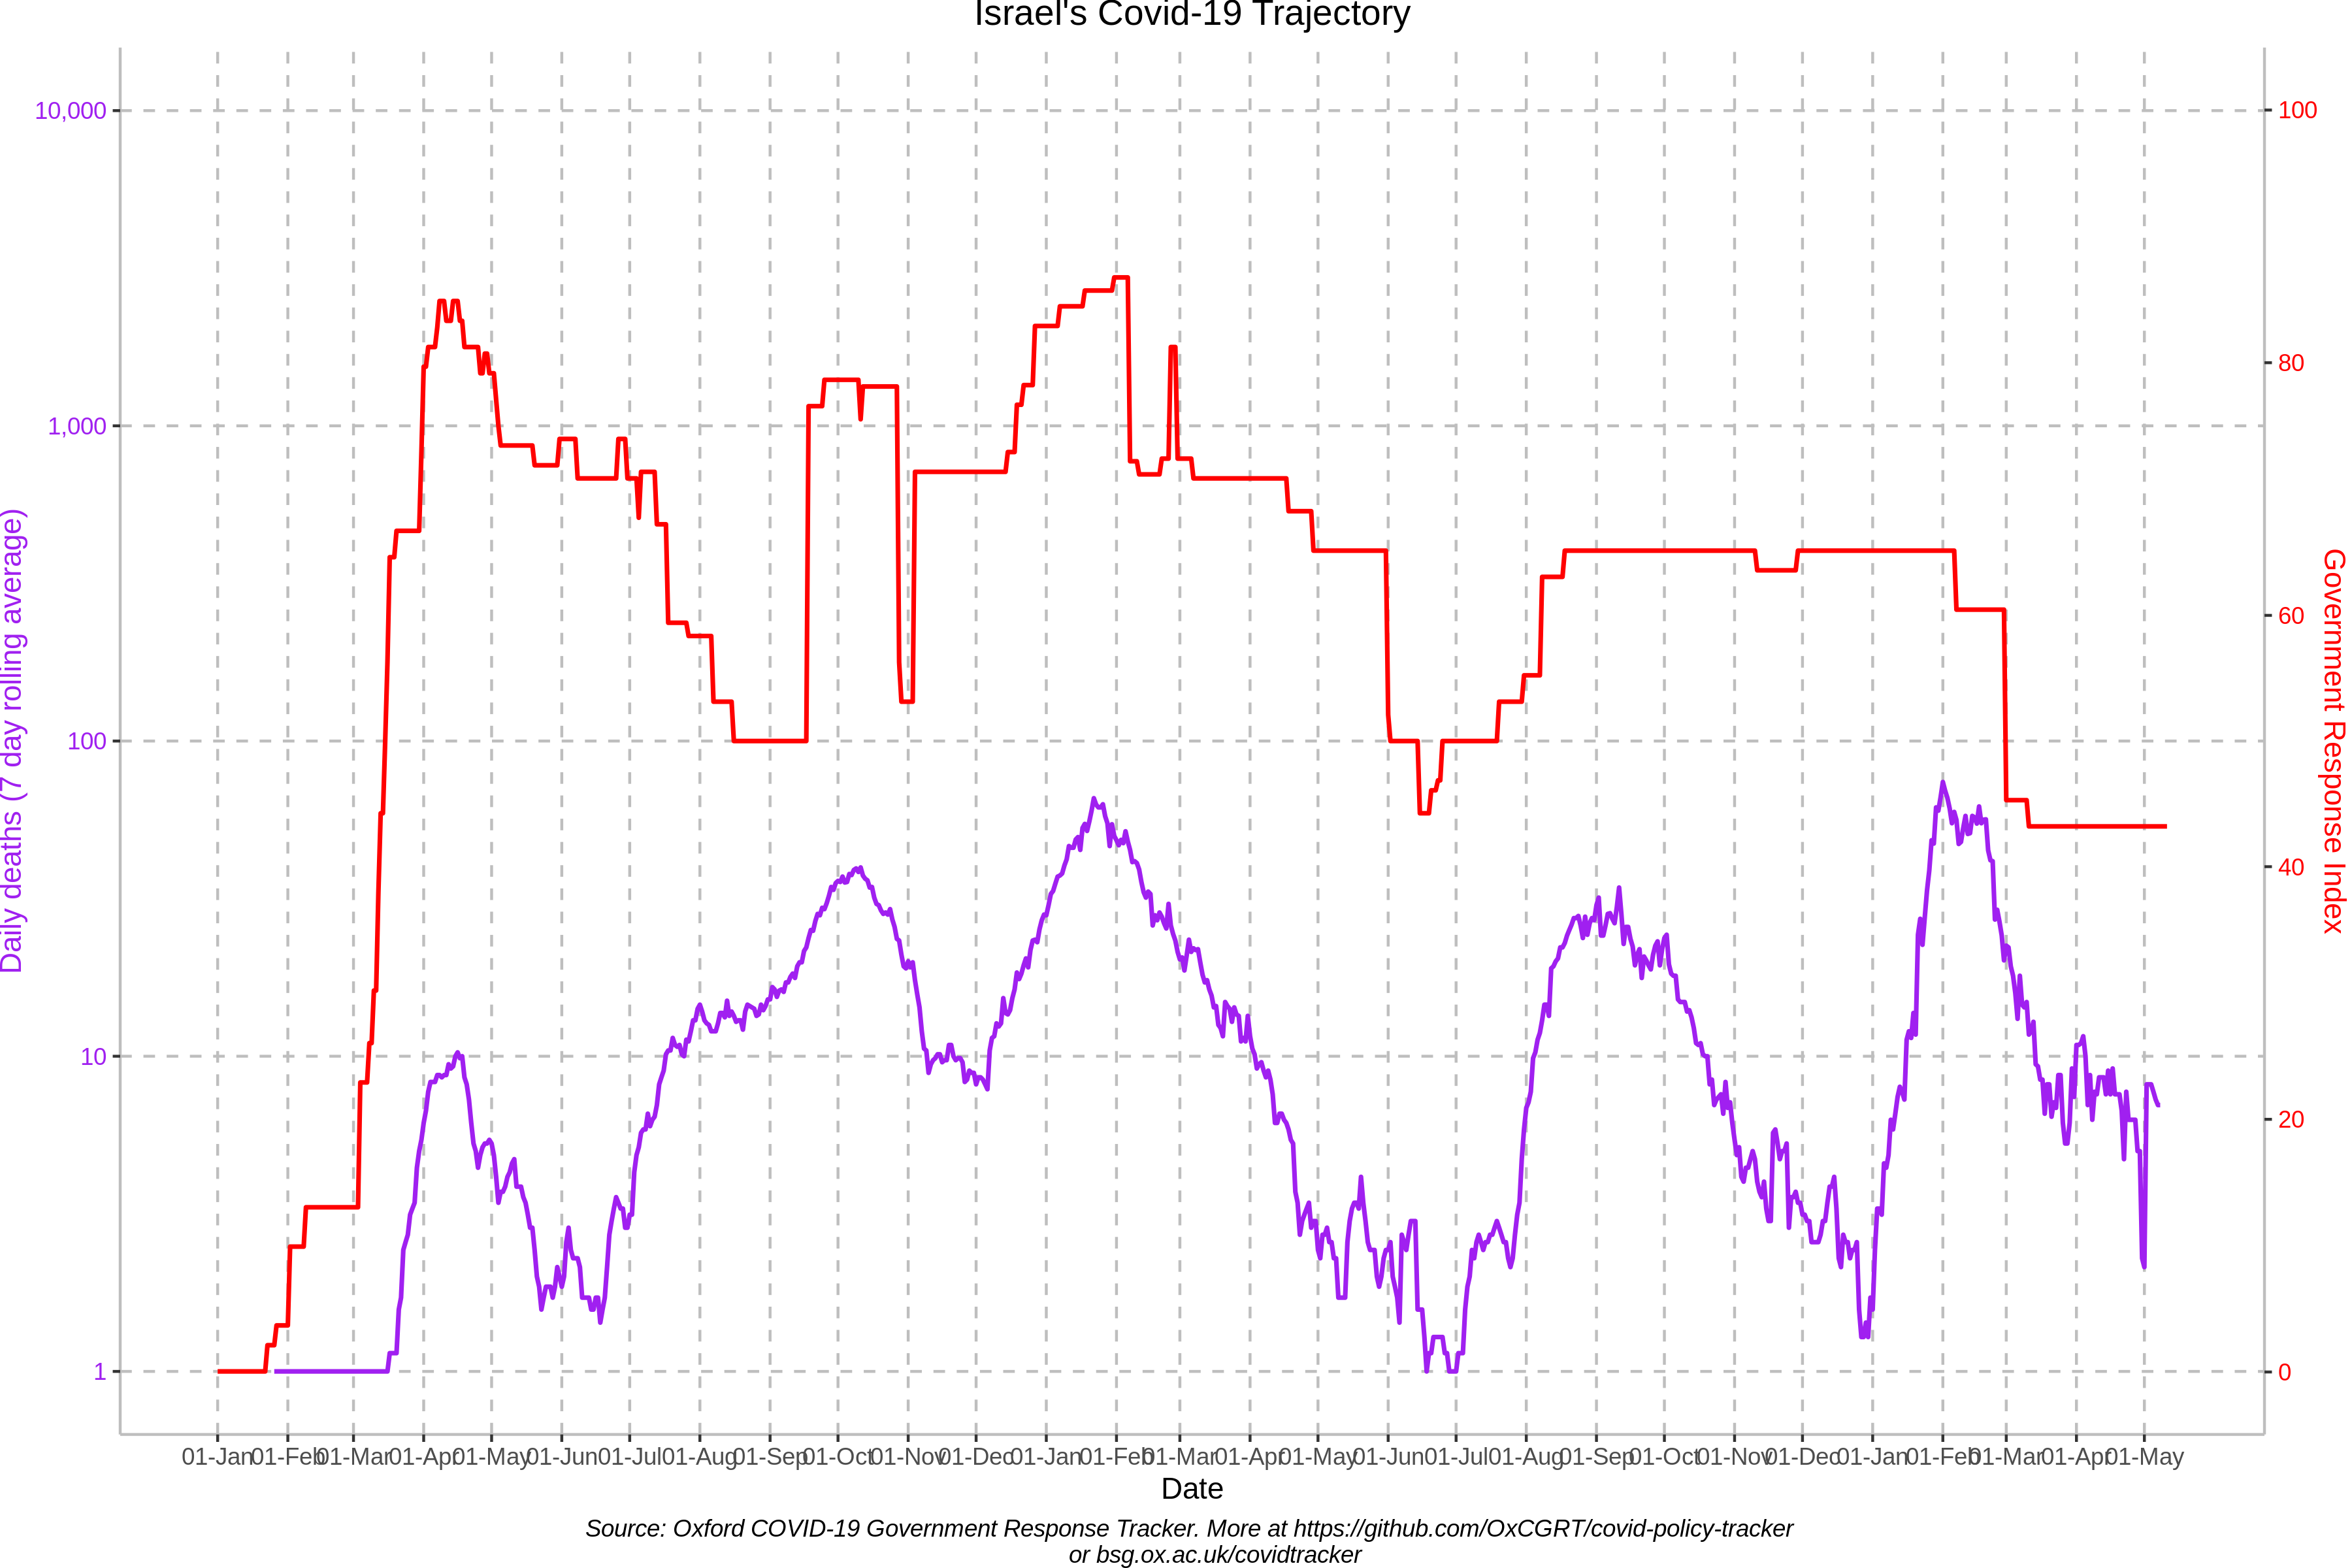 Israel's Covid-19 Trajectory
10,000
1,000
100
10
1
Daily deaths (7 day rolling average)
100
80
60
40
20
0
Government Response Index
01-Jan 01-Feb 01-Mar 01-Apr 01-May 01-Jun 01-Jul 01-Aug 01-Sep 01-Oct 01-Nov 01-Dec 01-Jan 01-Feb 01-Mar 01-Apr 01-May 01-Jun 01-Jul 01-Aug 01-Sep 01-Oct 01-Nov 01-Dec 01-Jan 01-Feb 01-Mar 01-Apr 01-May
Date
Source: Oxford COVID-19 Government Response Tracker. More at https://github.com/OxCGRT/covid-policy-tracker
or bsg.ox.ac.uk/covidtracker